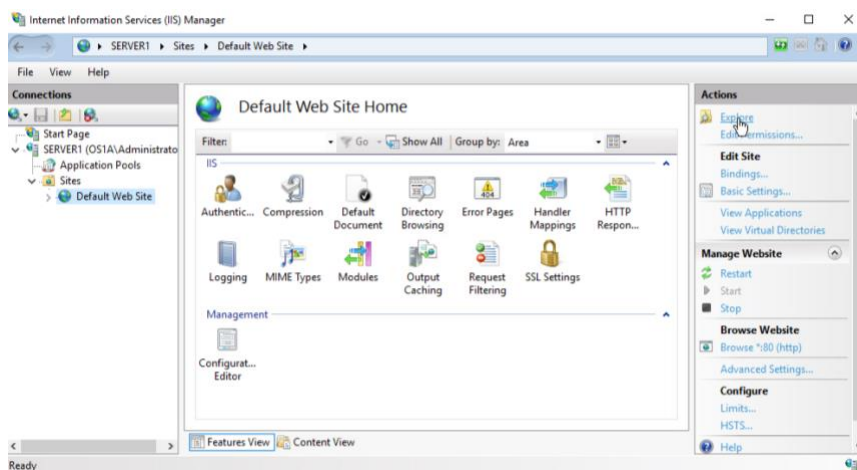 Internet Information Services (IIS) Manager
SERVER1 Sites Default Web Site
File View Help
Connections
Start Page
SERVER1 (OS1A\Administrato
Application Pools
Sites
Default Web Site
Default Web Site Home
Filter: Go Show All Group by: Area
IIS
Authentic... Compression Default Document Directory Browsing Error Pages Handler Mappings HTTP Respon...
Logging MIME Types Modules Output Caching Request Filtering SSL Settings
Management
Configurat... Editor
Features View Content View
Ready
Actions
Explore
Edit Permissions...
Edit Site
Bindings...
Basic Settings...
View Applications
View Virtual Directories
Manage Website
Restart
Start
Stop
Browse Website
Browse *:80 (http)
Advanced Settings...
Configure
Limits...
HSTS...
Help